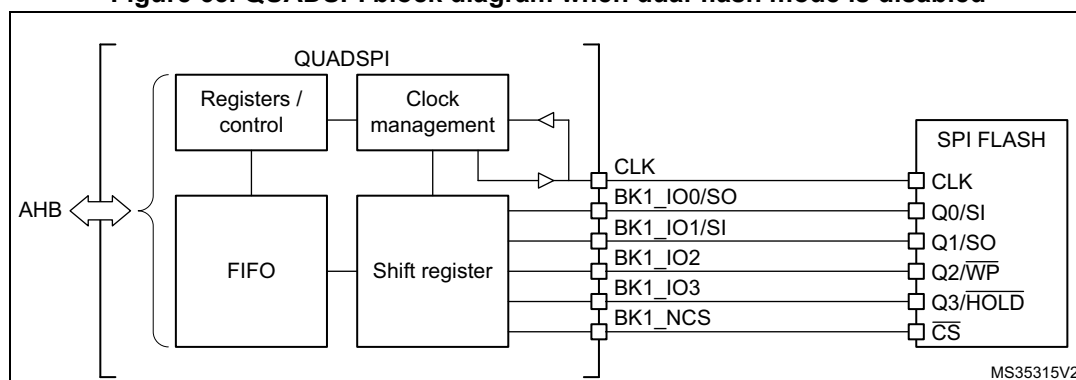 QUADSPI
Registers /
control
Clock
management
AHB
FIFO
Shift register
CLK
BK1_IO0/SO
BK1_IO1/SI
BK1_IO2
BK1_IO3
BK1_NCS
SPI FLASH
CLK
Q0/SI
Q1/SO
Q2/WP
Q3/HOLD
CS
MS35315V2